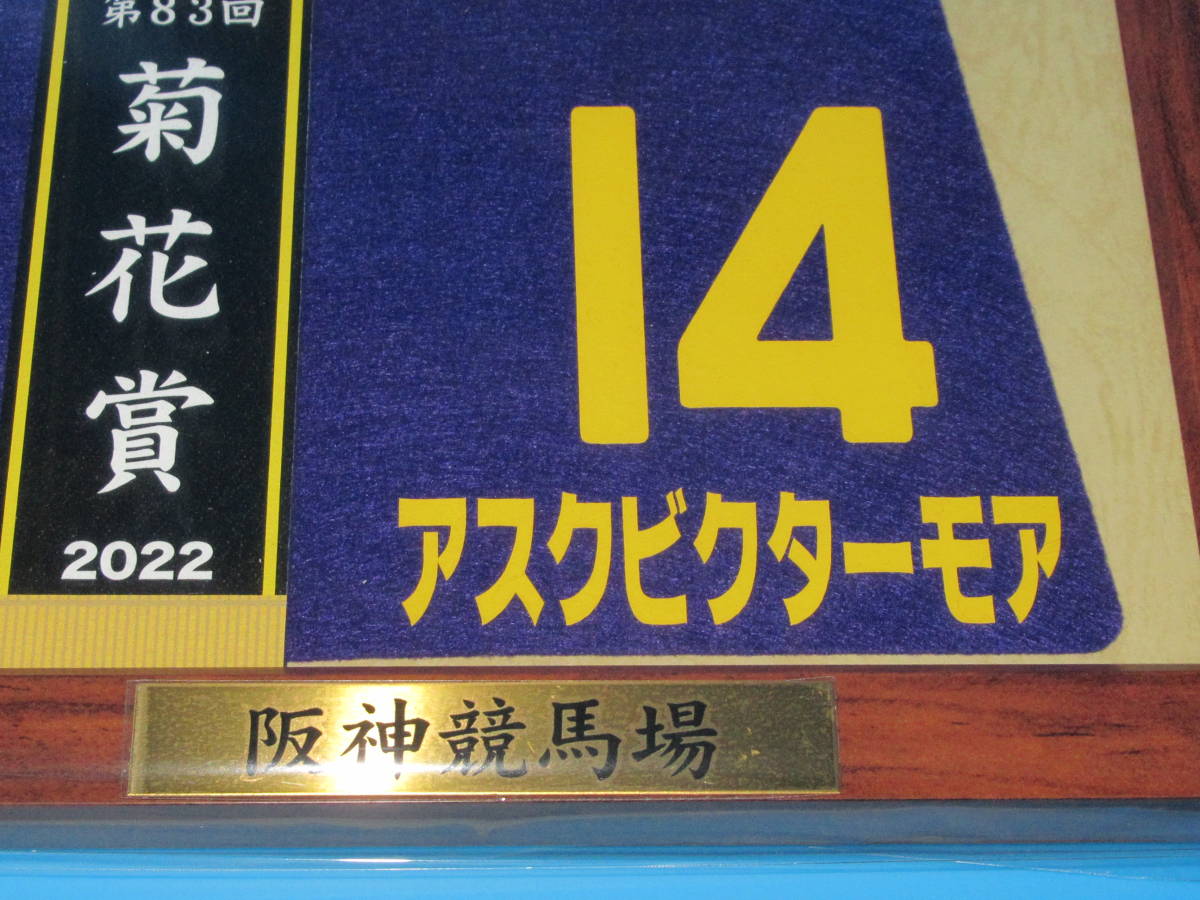 第83回
菊花賞
2022
14
アスクビクターモア
阪神競馬場